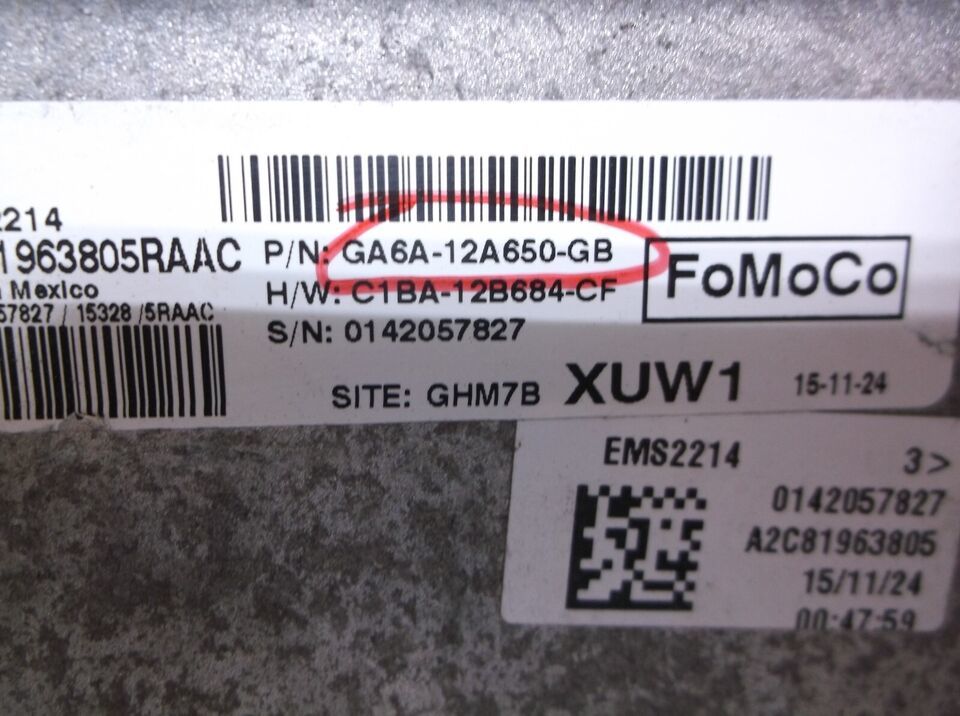 2214
1963805RAAC
Mexico
57827 / 15328 /5RAAC
P/N: GA6A-12A650-GB
H/W: C1BA-12B684-CF
S/N: 0142057827
FoMoCo
SITE: GHM7B XUW1 15-11-24
EMS2214 3>
0142057827
A2C81963805
15/11/24
00:47:59